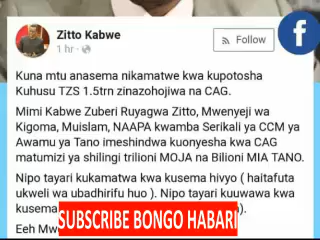 Zitto Kabwe
1 hr
Follow
f
Kuna mtu anasema nikamatwe kwa kupotosha
Kuhusu TZS 1.5trn zinazohojiwa na CAG.
Mimi Kabwe Zuberi Ruyagwa Zitto, Mwenyeji wa
Kigoma, Muislam, NAAPA kwamba Serikali ya CCM ya
Awamu ya Tano imeshindwa kuonyesha kwa CAG
matumizi ya shilingi trilioni MOJA na Bilioni MIA TANO.
Nipo tayari kukamatwa kwa kusema hivyo ( haitafuta
ukweli wa ubadhirifu huo ). Nipo tayari kuuwawa kwa
kusema
SUBSCRIBE BONGO HABARI
).
Eeh